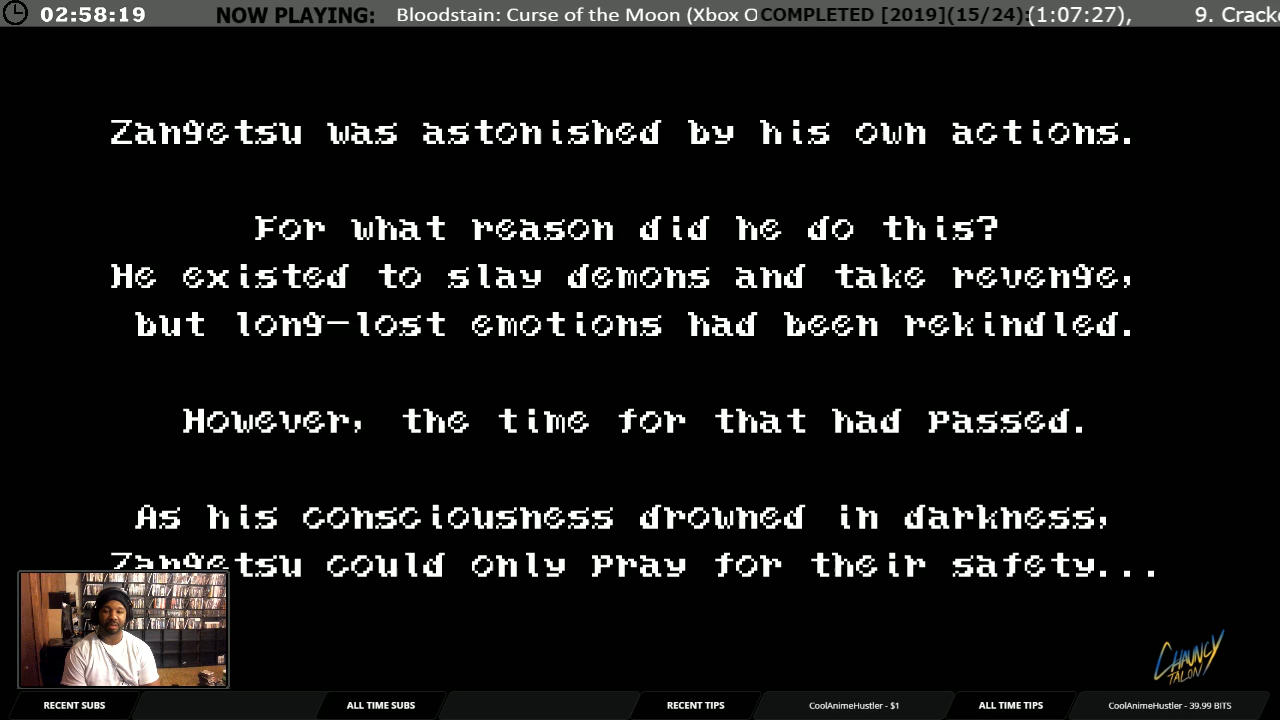 02:58:19 NOW PLAYING: Bloodstain: Curse of the Moon (Xbox O COMPLETED [2019](15/24): (1:07:27), 9. Crack
Zangetsu was astonished by his own actions.
For what reason did he do this?
He existed to slay demons and take revenge,
but long-lost emotions had been rekindled.
However, the time for that had passed.
As his consciousness drowned in darkness,
Zangetsu could only pray for their safety...
CHAUNCY
TALON
RECENT SUBS ALL TIME SUBS RECENT TIPS CoolAnimeHustler - $1 ALL TIME TIPS CoolAnimeHustler - 39.99 BITS